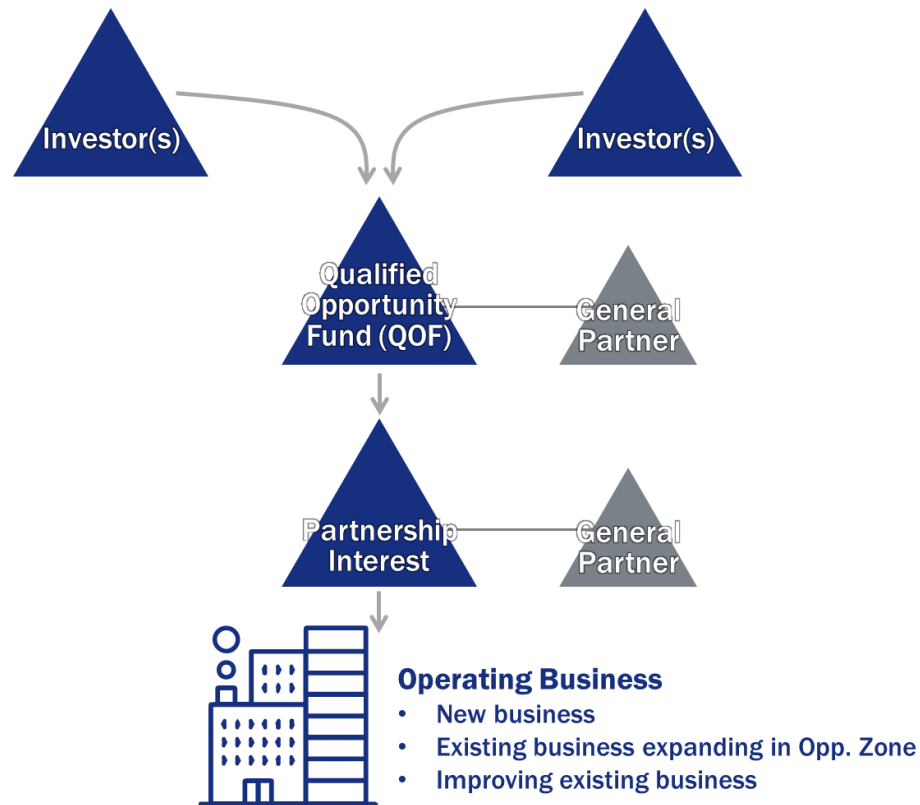 Investor(s)
Investor(s)
Qualified
Opportunity
Fund (QOF)
General
Partner
Partnership
Interest
General
Partner
Operating Business
• New business
• Existing business expanding in Opp. Zone
• Improving existing business